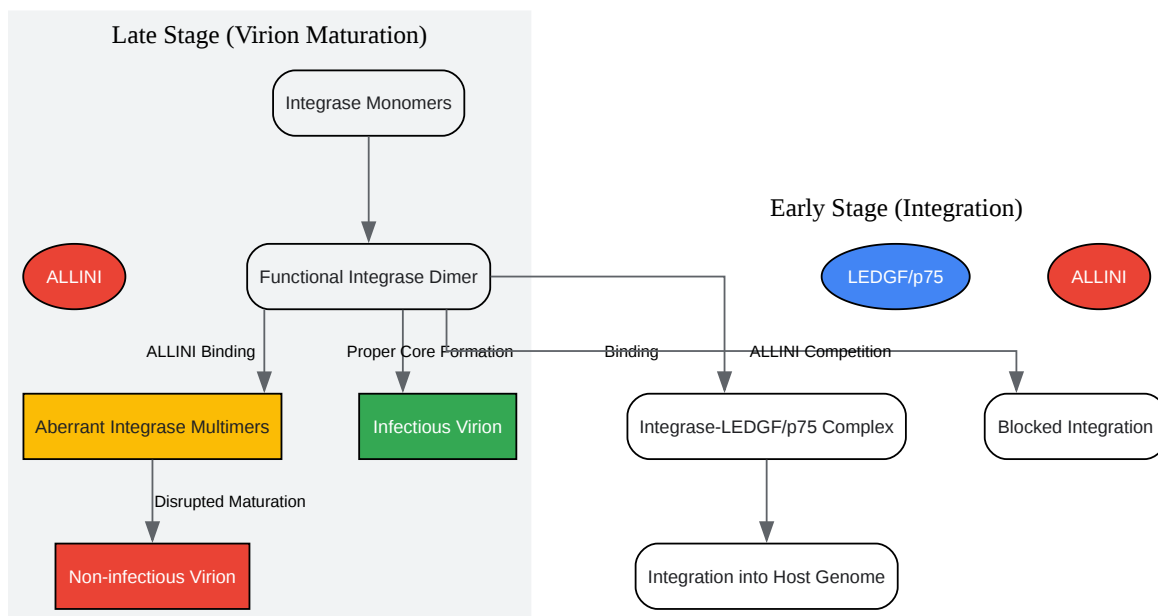 Late Stage (Virion Maturation)
Integrase Monomers
Early Stage (Integration)
ALLINI
Functional Integrase Dimer
LEDGF/p75
ALLINI
ALLINI Binding
Proper Core Formation
Binding
ALLINI Competition
Aberrant Integrase Multimers
Infectious Virion
Integrase-LEDGF/p75 Complex
Blocked Integration
Disrupted Maturation
Non-infectious Virion
Integration into Host Genome